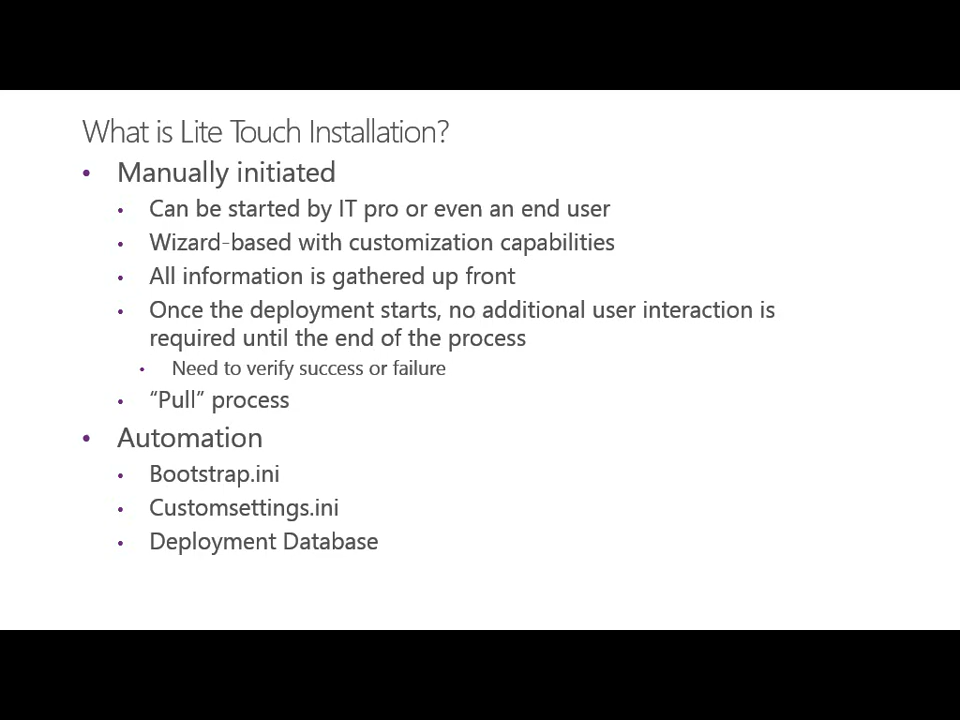 What is Lite Touch Installation?
• Manually initiated
• Can be started by IT pro or even an end user
• Wizard-based with customization capabilities
• All information is gathered up front
• Once the deployment starts, no additional user interaction is
required until the end of the process
• Need to verify success or failure
• “Pull” process
• Automation
• Bootstrap.ini
• Customsettings.ini
• Deployment Database